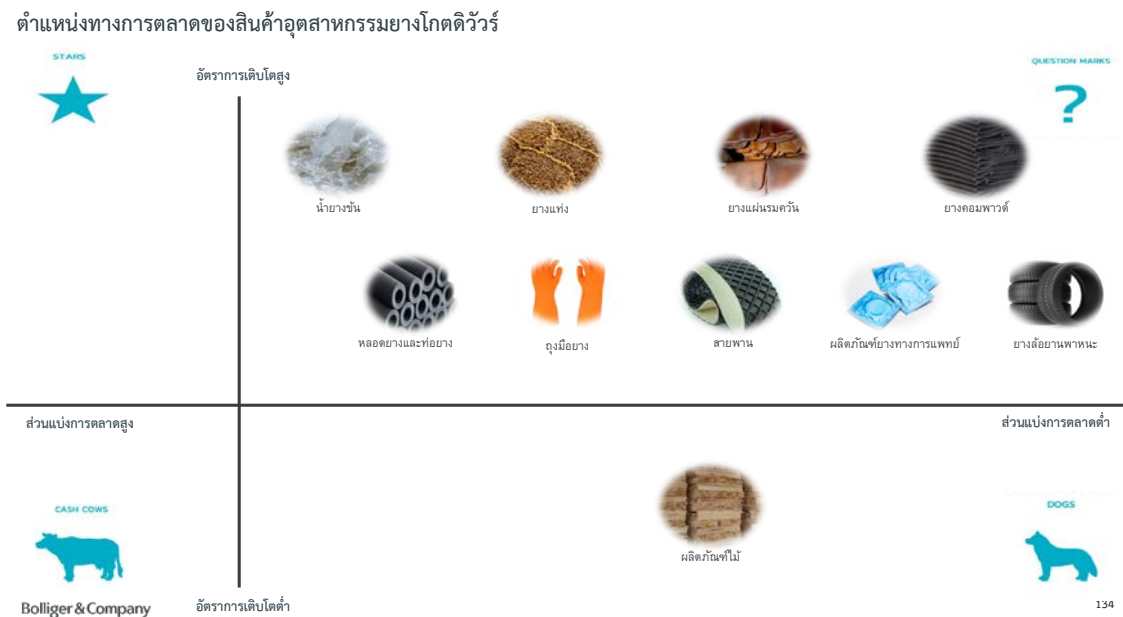 ตำแหน่งทางการตลาดของสินค้าอุตสาหกรรมยางโกตดิวัวร์
STARS
QUESTION MARKS
?
อัตราการเติบโตสูง
น้ำยางข้น
ยางแท่ง
ยางแผ่นรมควัน
ยางคอมพาวด์
หลอดยางและท่อยาง
ถุงมือยาง
สายพาน
ผลิตภัณฑ์ยางทางการแพทย์
ยางล้อยานพาหนะ
ส่วนแบ่งการตลาดสูง
ส่วนแบ่งการตลาดต่ำ
CASH COWS
DOGS
ผลิตภัณฑ์ไม้
Bolliger & Company
อัตราการเติบโตต่ำ
134